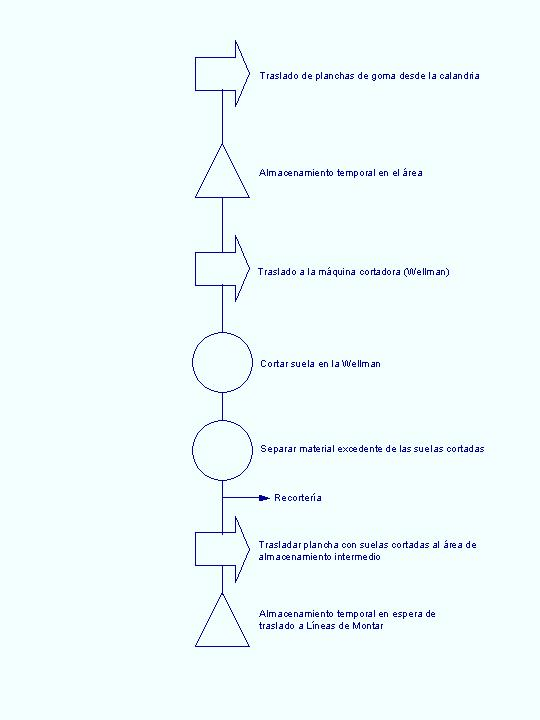 Traslado de planchas de goma desde la calandria
Almacenamiento temporal en el área
Traslado a la máquina cortadora (Wellman)
Cortar suela en la Wellman
Separar material excedente de las suelas cortadas
Recortería
Trasladar plancha con suelas cortadas al área de
almacenamiento intermedio
Almacenamiento temporal en espera de
traslado a Líneas de Montar